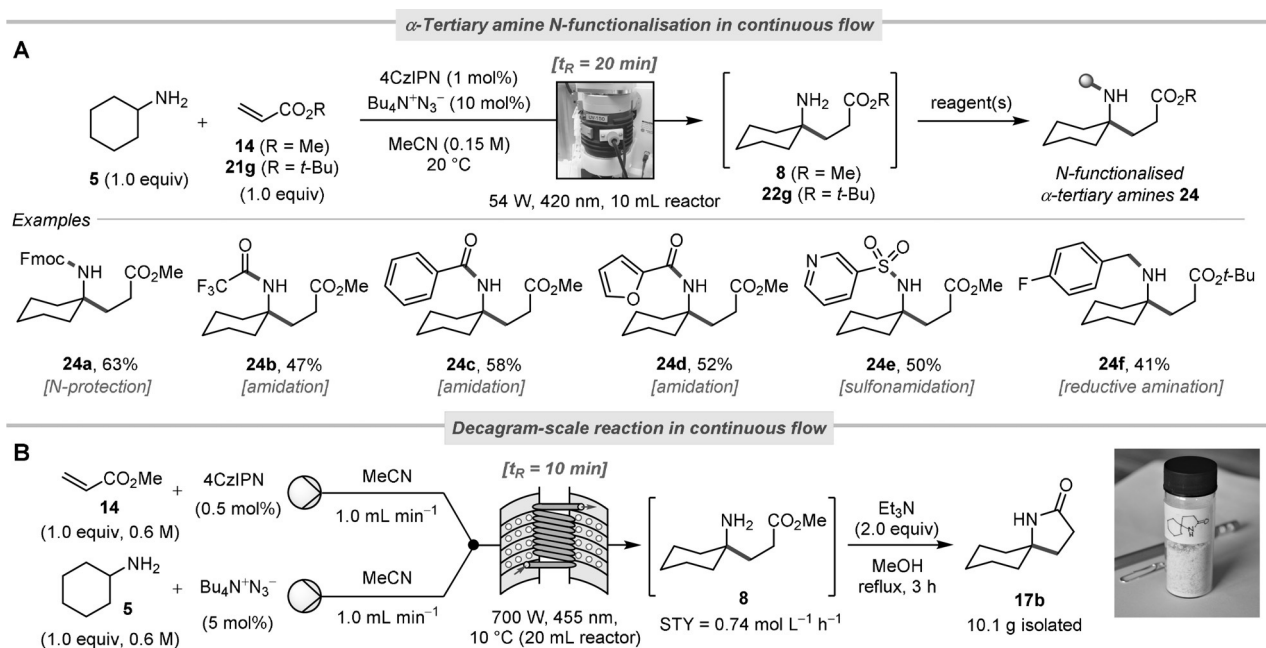 α-Tertiary amine N-functionalisation in continuous flow
A
NH₂
5 (1.0 equiv)
+
CO₂R
14 (R = Me)
21g (R = t-Bu)
(1.0 equiv)
4CzIPN (1 mol%)
Bu₄N⁺N₃⁻ (10 mol%)
MeCN (0.15 M)
20 °C
[tR = 20 min]
54 W, 420 nm, 10 mL reactor
NH₂ CO₂R
8 (R = Me)
22g (R = t-Bu)
reagent(s)
NH CO₂R
N-functionalised
α-tertiary amines 24
Examples
Fmoc
NH CO₂Me
24a, 63%
[N-protection]
O
F₃C NH CO₂Me
24b, 47%
[amidation]
O
NH CO₂Me
24c, 58%
[amidation]
O
O NH CO₂Me
24d, 52%
[amidation]
N O O
S
NH CO₂Me
24e, 50%
[sulfonamidation]
F NH CO₂t-Bu
24f, 41%
[reductive amination]
Decagram-scale reaction in continuous flow
B
CO₂Me
14
(1.0 equiv, 0.6 M)
+
4CzIPN
(0.5 mol%)
MeCN
1.0 mL min⁻¹
NH₂
5
(1.0 equiv, 0.6 M)
+
Bu₄N⁺N₃⁻
(5 mol%)
MeCN
1.0 mL min⁻¹
[tR = 10 min]
700 W, 455 nm,
10 °C (20 mL reactor)
NH₂ CO₂Me
8
STY = 0.74 mol L⁻¹ h⁻¹
Et₃N
(2.0 equiv)
MeOH
reflux, 3 h
O
HN
17b
10.1 g isolated